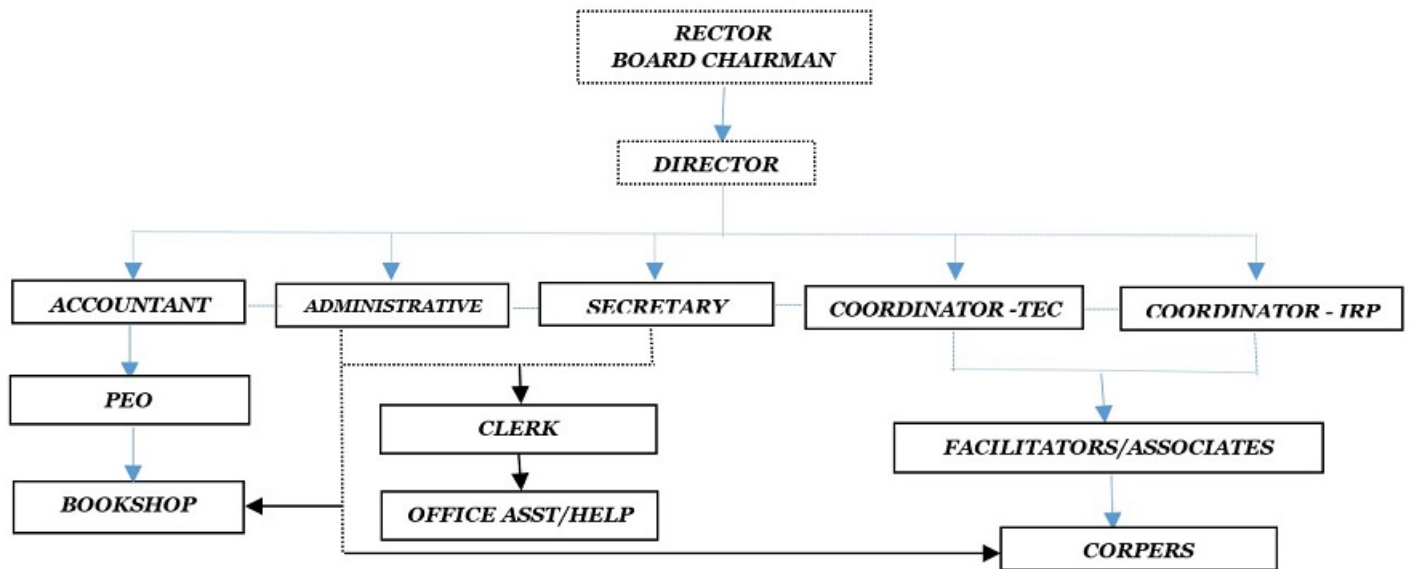 RECTOR
BOARD CHAIRMAN
DIRECTOR
ACCOUNTANT
ADMINISTRATIVE
SECRETARY
COORDINATOR -TEC
COORDINATOR - IRP
PEO
CLERK
FACILITATORS/ASSOCIATES
BOOKSHOP
OFFICE ASST/HELP
CORPERS